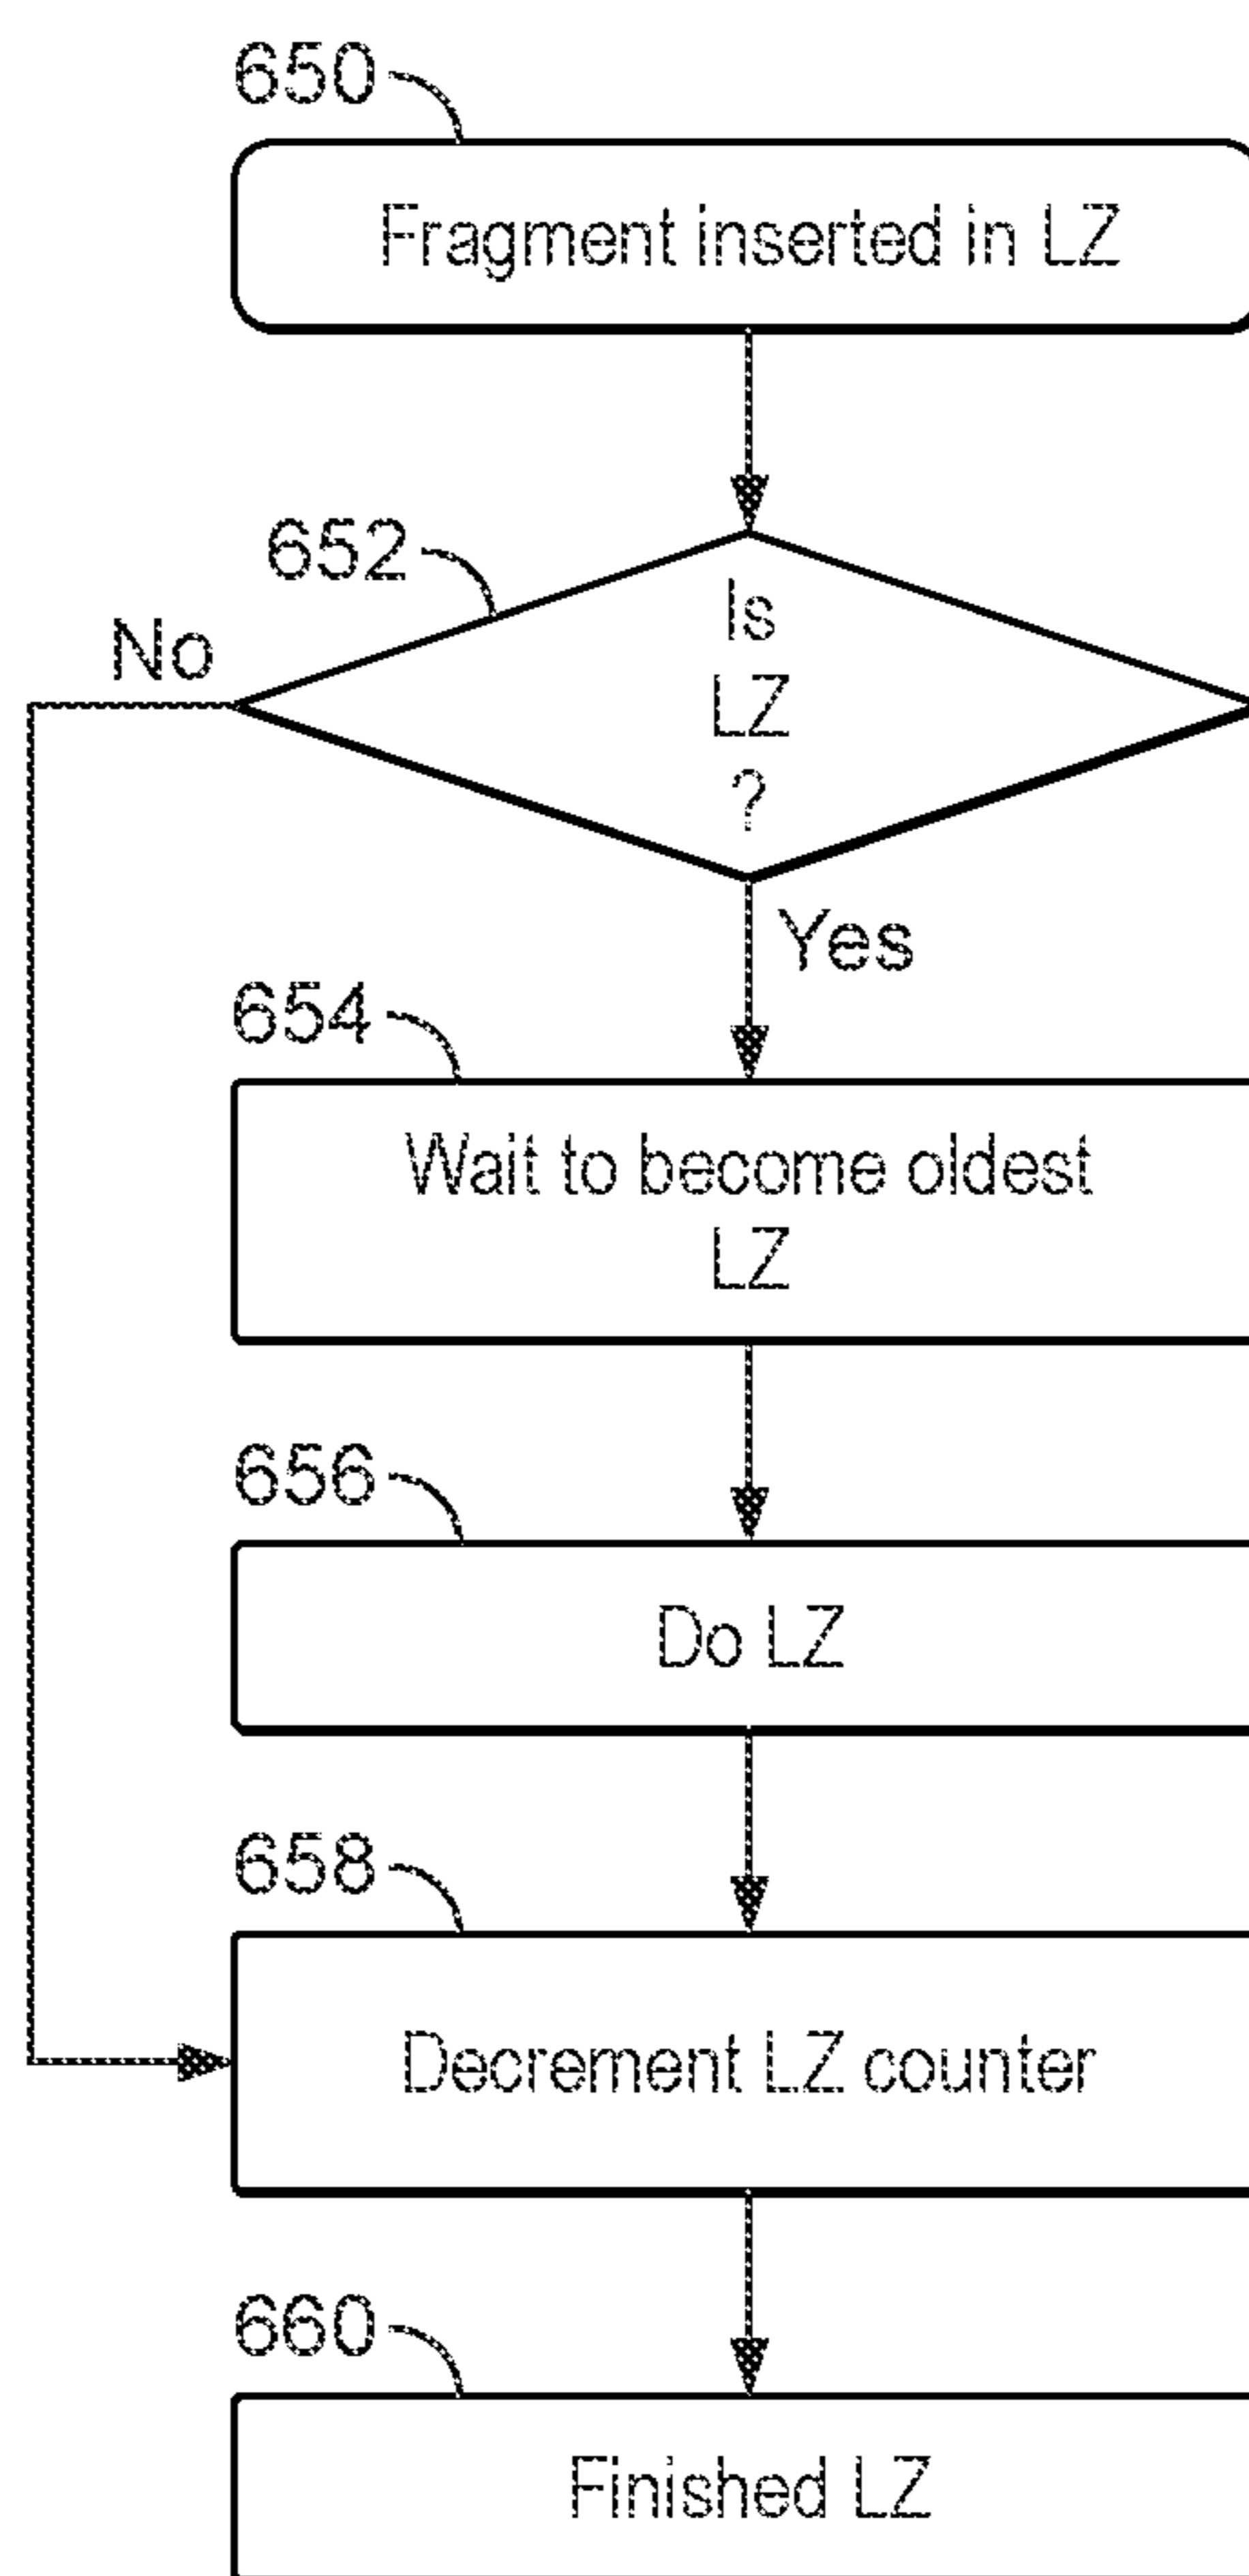 650
Fragment inserted in LZ
652
No
Is
LZ
?
Yes
654
Wait to become oldest
LZ
656
Do LZ
658
Decrement LZ counter
660
Finished LZ